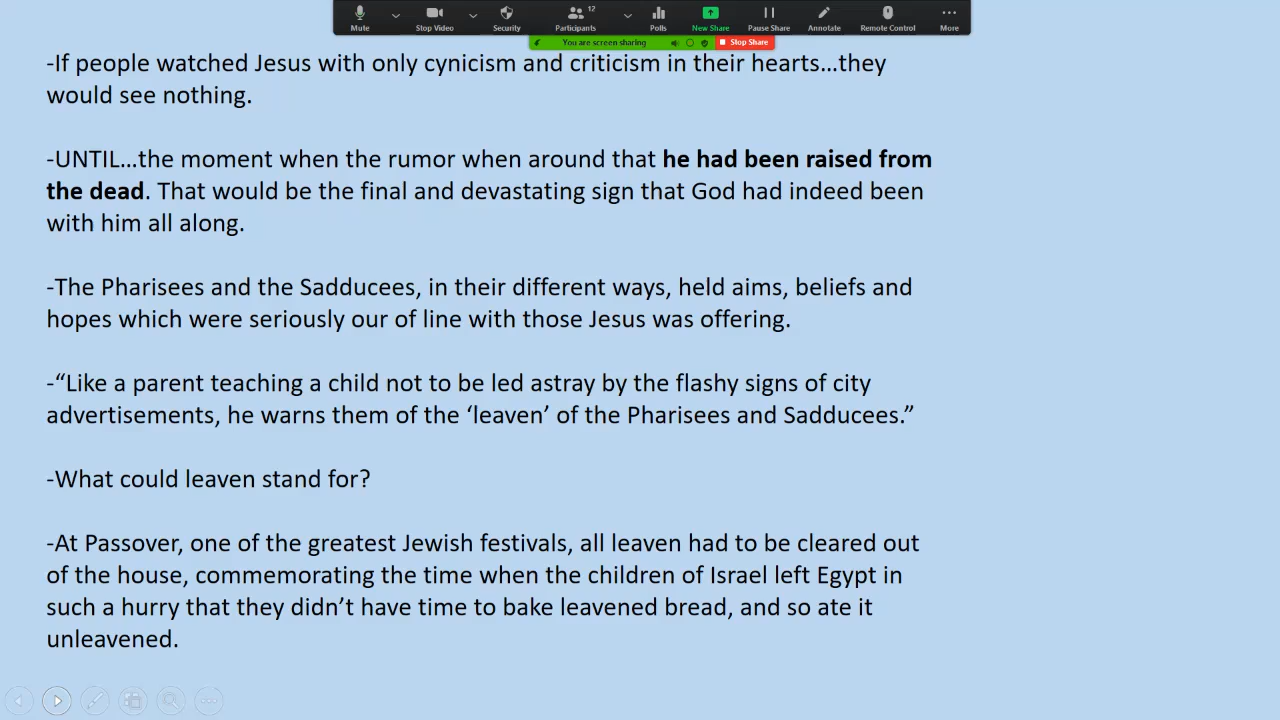 Mute
Stop Video
Security
Participants
12
Polls
New Share
Pause Share
Annotate
Remote Control
More
You are screen sharing
Stop Share
-If people watched Jesus with only cynicism and criticism in their hearts…they
would see nothing.
-UNTIL…the moment when the rumor when around that he had been raised from
the dead. That would be the final and devastating sign that God had indeed been
with him all along.
-The Pharisees and the Sadducees, in their different ways, held aims, beliefs and
hopes which were seriously our of line with those Jesus was offering.
-“Like a parent teaching a child not to be led astray by the flashy signs of city
advertisements, he warns them of the ‘leaven’ of the Pharisees and Sadducees.”
-What could leaven stand for?
-At Passover, one of the greatest Jewish festivals, all leaven had to be cleared out
of the house, commemorating the time when the children of Israel left Egypt in
such a hurry that they didn’t have time to bake leavened bread, and so ate it
unleavened.